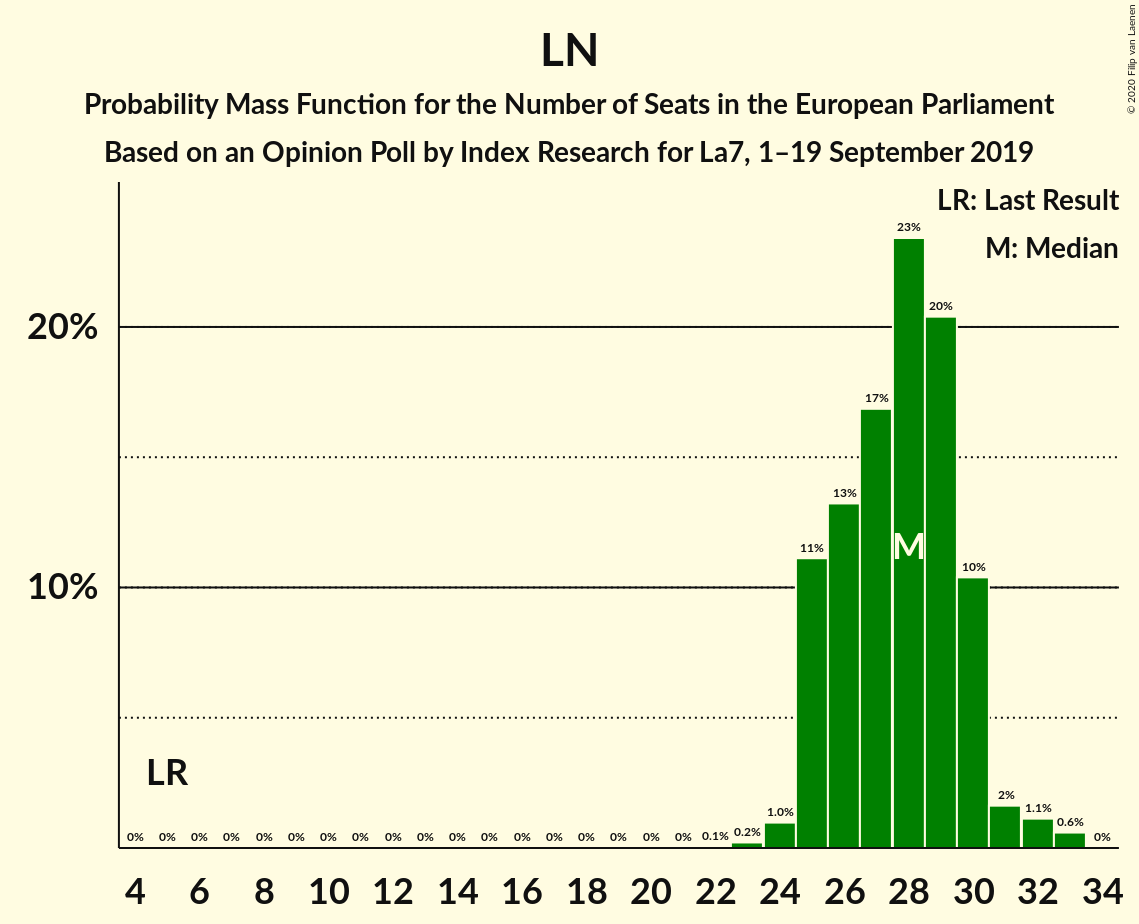 LN
Probability Mass Function for the Number of Seats in the European Parliament
Based on an Opinion Poll by Index Research for La7, 1–19 September 2019
© 2020 Filip van Laenen
LR: Last Result
M: Median
23%
20%
20%
17%
13%
M
11%
10%
10%
LR
2%
1.0%
1.1%
0.6%
0% 0% 0% 0% 0% 0% 0% 0% 0% 0% 0% 0% 0% 0% 0% 0% 0% 0% 0.1% 0.2% 0%
4 6 8 10 12 14 16 18 20 22 24 26 28 30 32 34